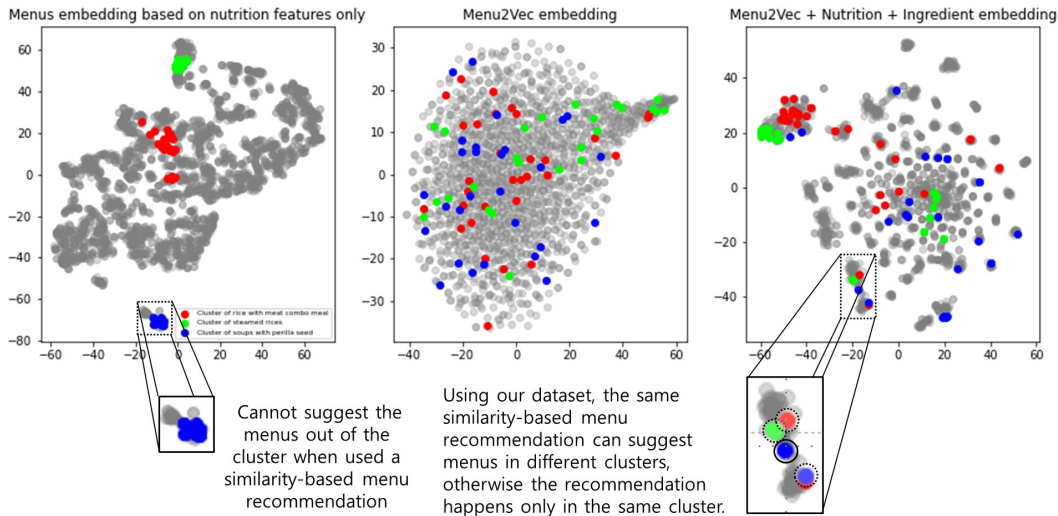 Menus embedding based on nutrition features only
60
40
20
0
−20
−40
−60
−80
−60
−40
−20
0
20
40
60
Cluster of rice with meat combo meal
Cluster of steamed rices
Cluster of soups with perilla seed
Menu2Vec embedding
30
20
10
0
−10
−20
−30
−40
−20
0
20
40
60
Menu2Vec + Nutrition + Ingredient embedding
40
20
0
−20
−40
−60
−40
−20
0
20
40
60
Cannot suggest the
menus out of the
cluster when used a
similarity-based menu
recommendation
Using our dataset, the same
similarity-based menu
recommendation can suggest
menus in different clusters,
otherwise the recommendation
happens only in the same cluster.